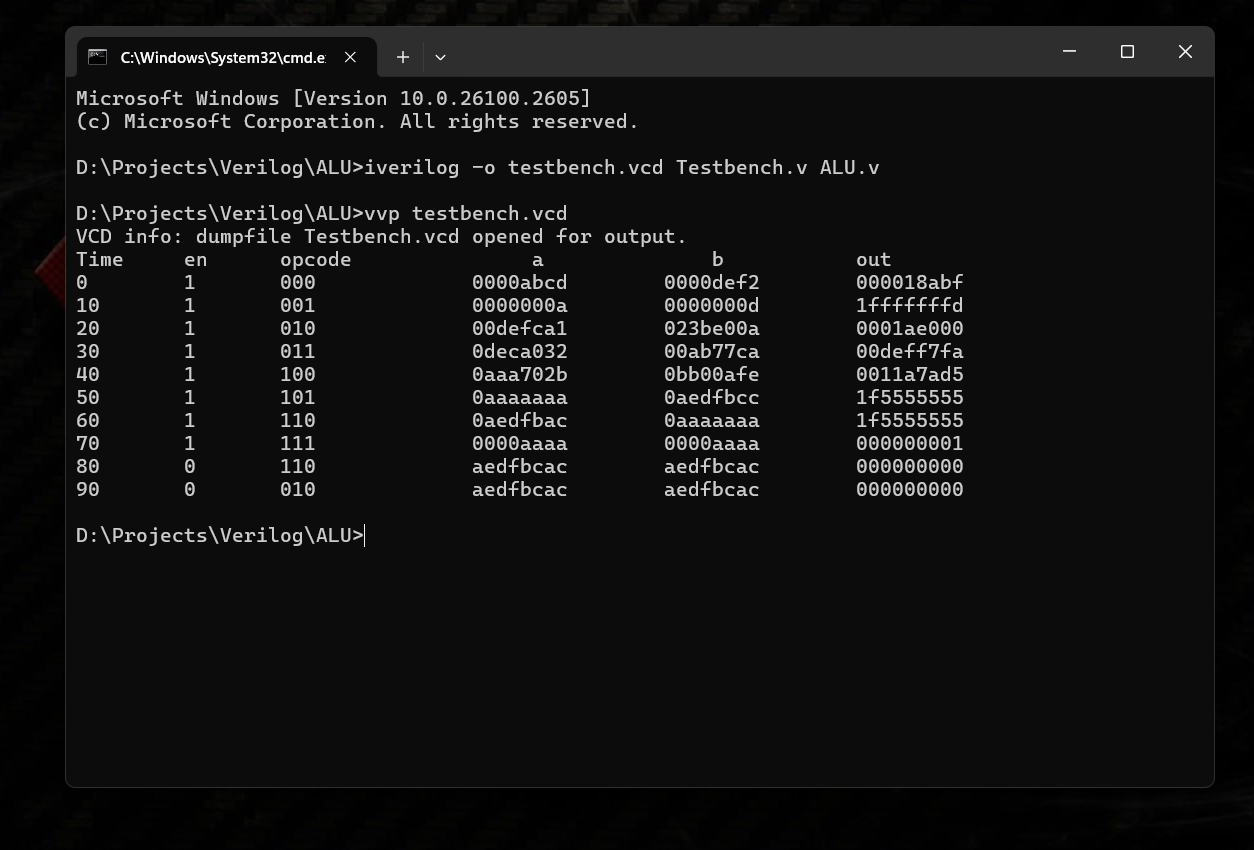 C:\Windows\System32\cmd.e
Microsoft Windows [Version 10.0.26100.2605]
(c) Microsoft Corporation. All rights reserved.
D:\Projects\Verilog\ALU>iverilog -o testbench.vcd Testbench.v ALU.v
D:\Projects\Verilog\ALU>vvp testbench.vcd
VCD info: dumpfile Testbench.vcd opened for output.
Time en opcode a b out
0 1 000 0000abcd 0000def2 000018abf
10 1 001 0000000a 0000000d 1fffffffd
20 1 010 00defca1 023be00a 0001ae000
30 1 011 0deca032 00ab77ca 00deff7fa
40 1 100 0aaa702b 0bb00afe 0011a7ad5
50 1 101 0aaaaaaa 0aedfbcc 1f5555555
60 1 110 0aedfbac 0aaaaaaa 1f5555555
70 1 111 0000aaaa 0000aaaa 000000001
80 0 110 aedfbcac aedfbcac 000000000
90 0 010 aedfbcac aedfbcac 000000000
D:\Projects\Verilog\ALU>